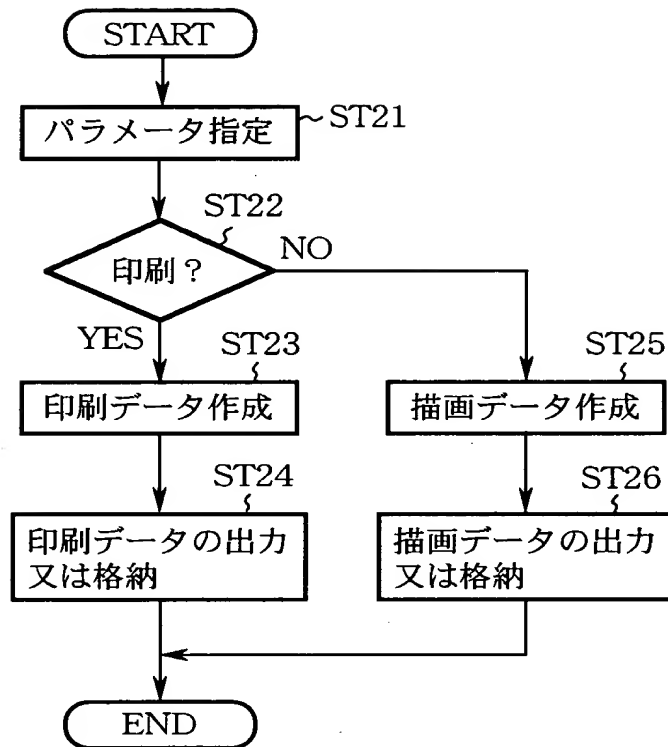 START
パラメータ指定
ST21
ST22
印刷?
NO
YES
ST23
印刷データ作成
ST25
描画データ作成
ST24
印刷データの出力
又は格納
ST26
描画データの出力
又は格納
END